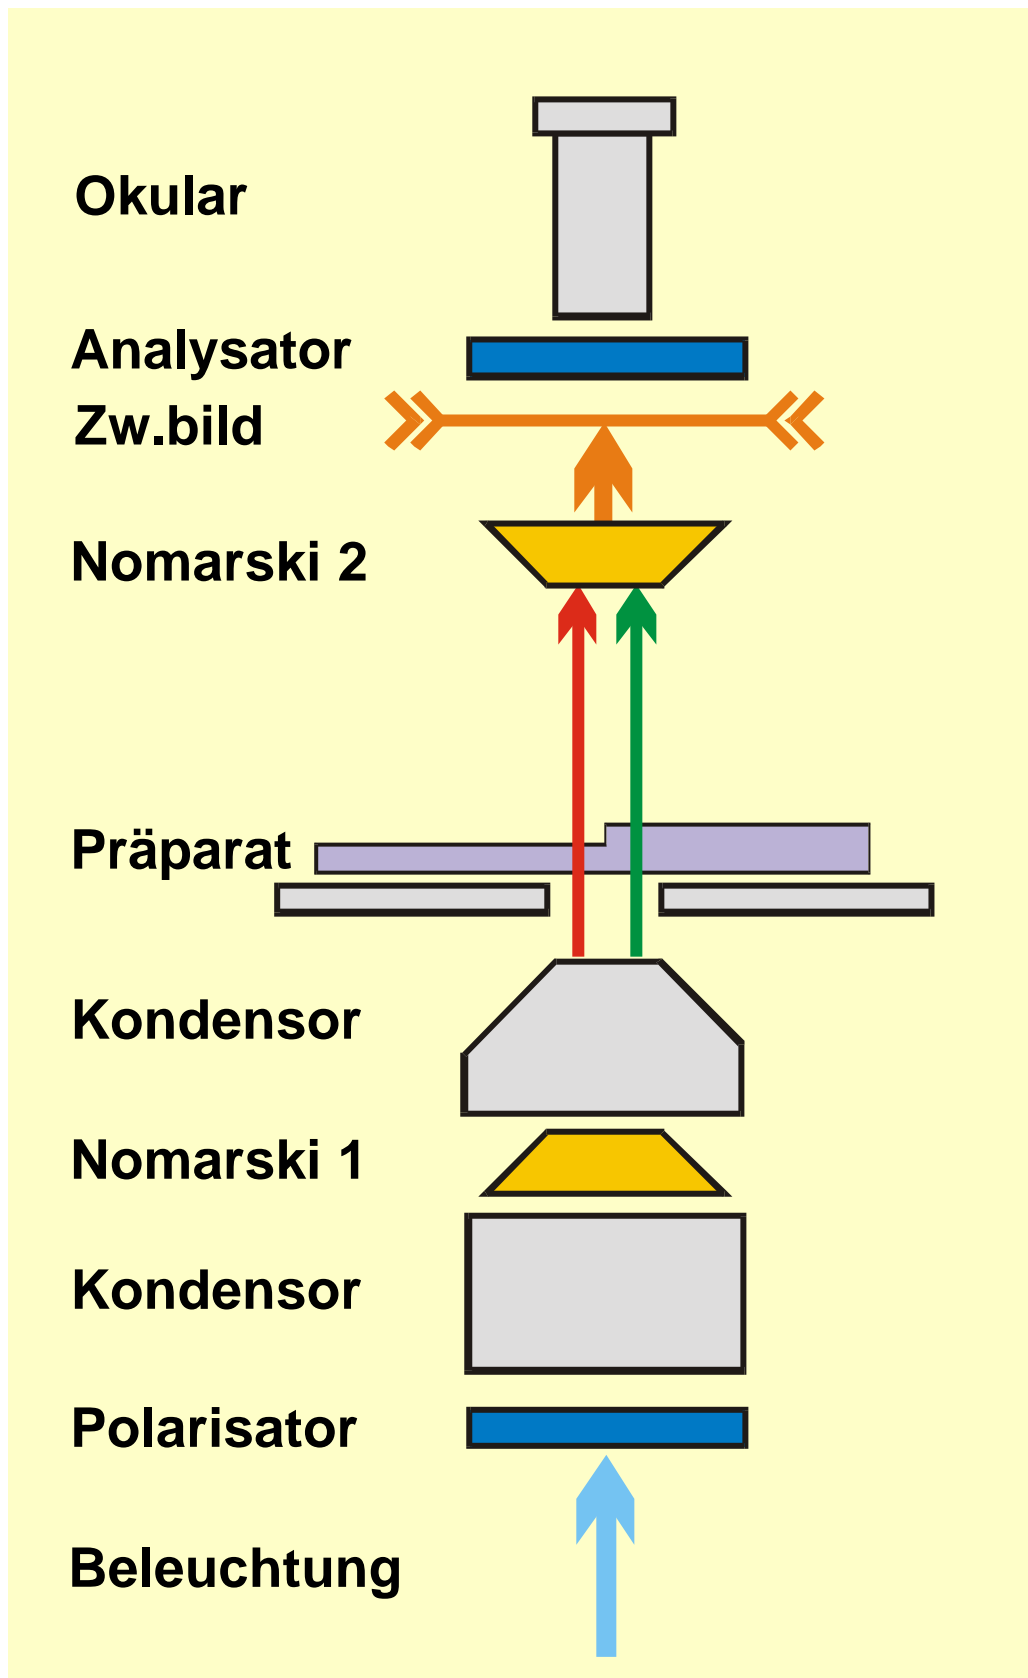 Okular
Analysator
Zw.bild
Nomarski 2
Präparat
Kondensor
Nomarski 1
Kondensor
Polarisator
Beleuchtung